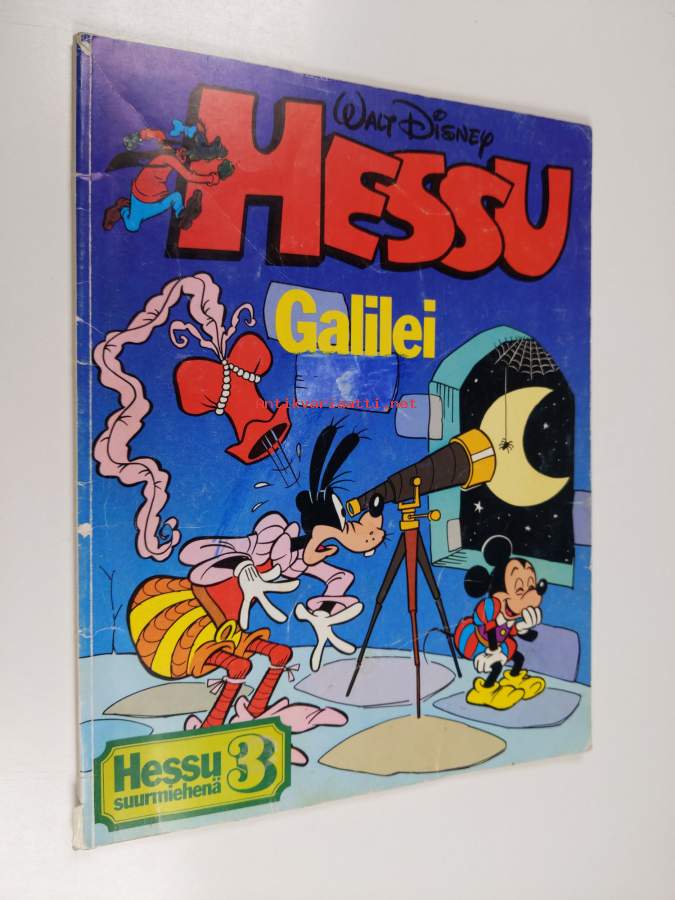 WALT DISNEY
HESSU
Galilei
Antikvariaatti.net
Hessu 3
suurmiehenä